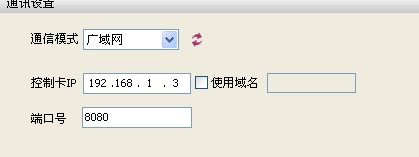 通讯设置
通信模式 广域网
控制卡IP 192 .168 . 1 . 3 使用域名
端口号 8080